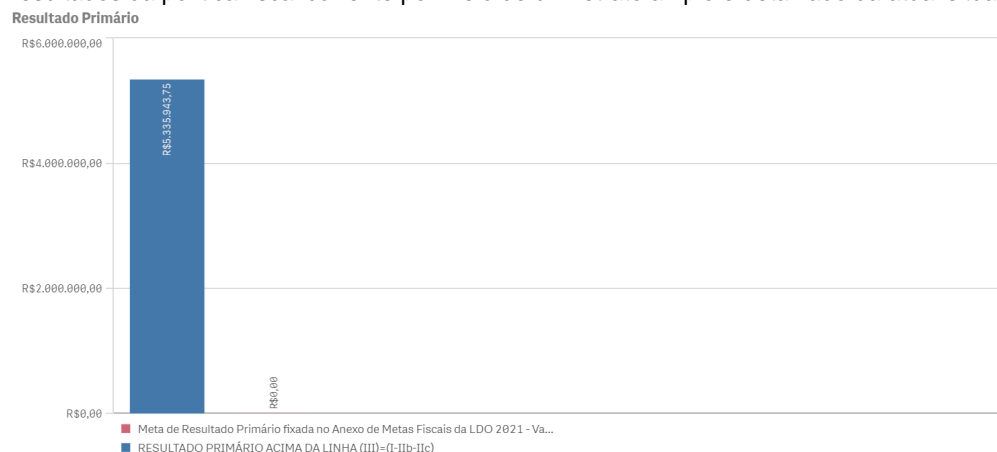 Resultado Primário
R$6.000.000,00
R$5.335.943,75
R$4.000.000,00
R$2.000.000,00
R$0,00
R$0,00
Meta de Resultado Primário fixada no Anexo de Metas Fiscais da LDO 2021 - Va...
RESULTADO PRIMÁRIO ACIMA DA LINHA (III)=(I-IIb-IIc)